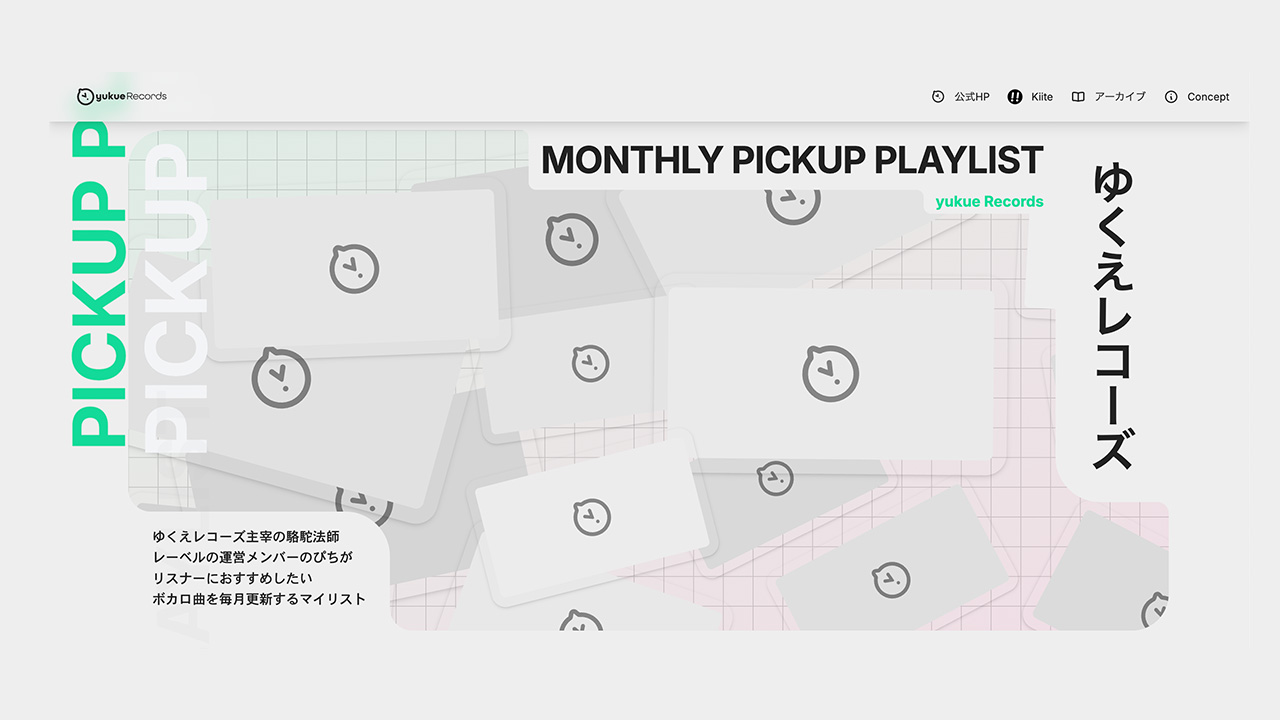 yukueRecords
公式HP
Kiite
アーカイブ
Concept
MONTHLY PICKUP PLAYLIST
yukue Records
ゆくえレコーズ
PICKUP P
PICKUP
ゆくえレコーズ主宰の駱駝法師
レーベルの運営メンバーのぴちが
リスナーにおすすめしたい
ボカロ曲を毎月更新するマイリスト